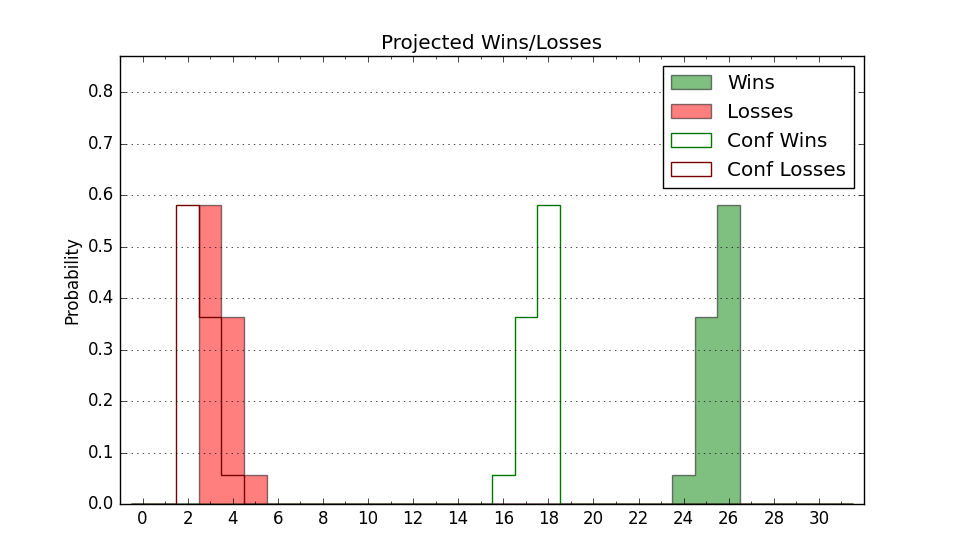 Projected Wins/Losses
Wins
Losses
Conf Wins
Conf Losses
Probability
0.8
0.7
0.6
0.5
0.4
0.3
0.2
0.1
0.0
0 2 4 6 8 10 12 14 16 18 20 22 24 26 28 30